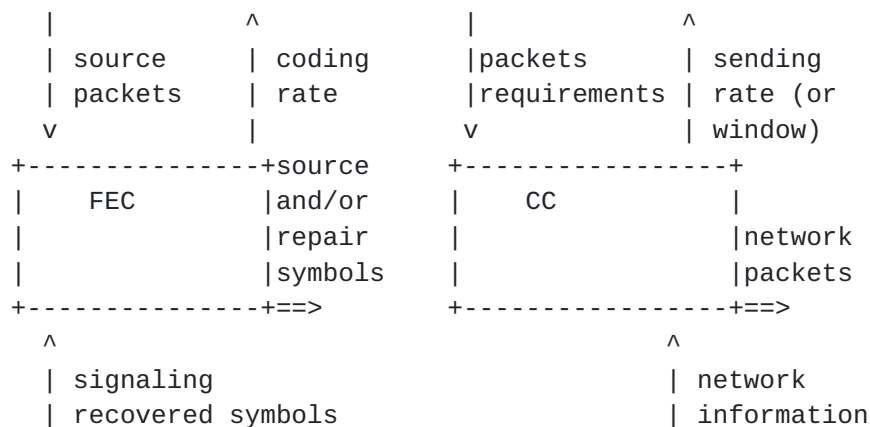 |            ^             |            ^
  | source     | coding      |packets     | sending
  | packets    | rate        |requirements | rate (or
  v            |             v            | window)
+---------------+source     +-----------------+
|    FEC        |and/or     |    CC           |
|               |repair     |                 |network
|               |symbols    |                 |packets
+---------------+==>        +-----------------+==>
  ^                                      ^
  | signaling                            | network
  | recovered symbols                    | information